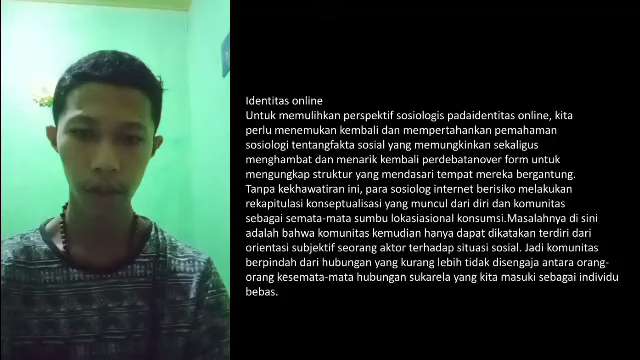 Identitas online
Untuk memulihkan perspektif sosiologis padaidentitas online, kita
perlu menemukan kembali dan mempertahankan pemahaman
sosiologi tentangfakta sosial yang memungkinkan sekaligus
menghambat dan menarik kembali perdebatanover form untuk
mengungkap struktur yang mendasari tempat mereka bergantung.
Tanpa kekhawatiran ini, para sosiolog internet berisiko melakukan
rekapitulasi konseptualisasi yang muncul dari diri dan komunitas
sebagai semata-mata sumbu lokasiasional konsumsi.Masalahnya di sini
adalah bahwa komunitas kemudian hanya dapat dikatakan terdiri dari
orientasi subjektif seorang aktor terhadap situasi sosial. Jadi komunitas
berpindah dari hubungan yang kurang lebih tidak disengaja antara orang-
orang kesemata-mata hubungan sukarela yang kita masuki sebagai individu
bebas.